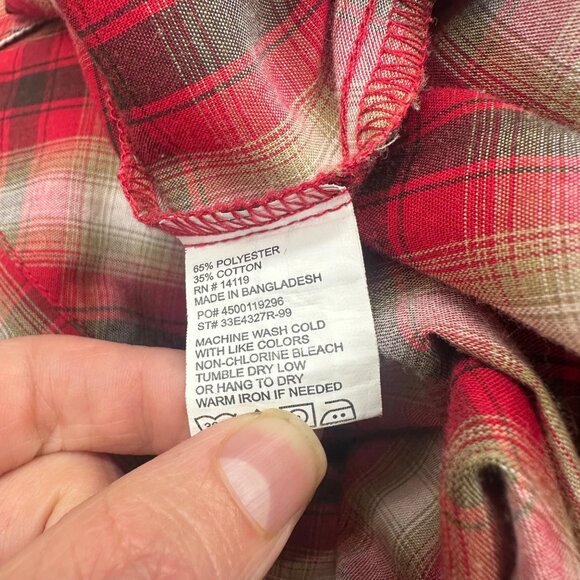 65% POLYESTER
35% COTTON
RN # 14119
MADE IN BANGLADESH
PO# 4500119296
ST# 33E4327R-99
MACHINE WASH COLD
WITH LIKE COLORS
NON-CHLORINE BLEACH
TUMBLE DRY LOW
OR HANG TO DRY
WARM IRON IF NEEDED